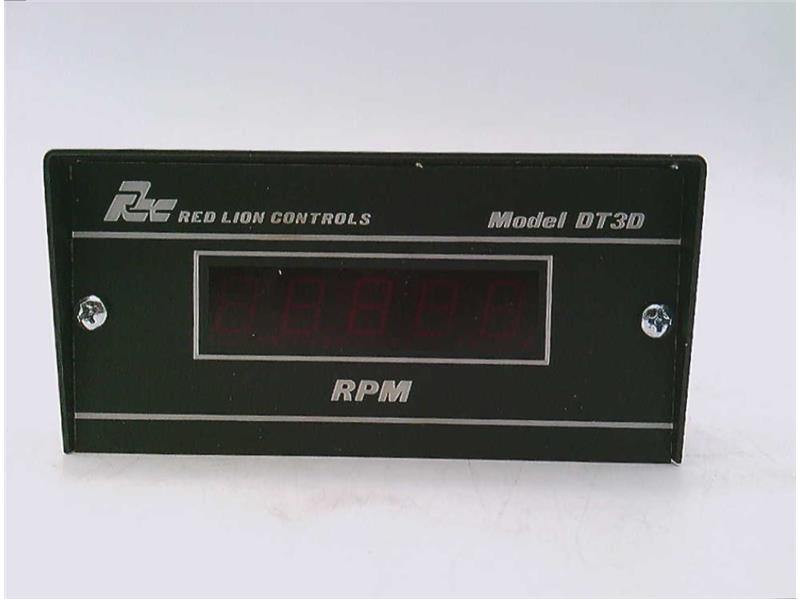 RLC RED LION CONTROLS Model DT3D
RPM